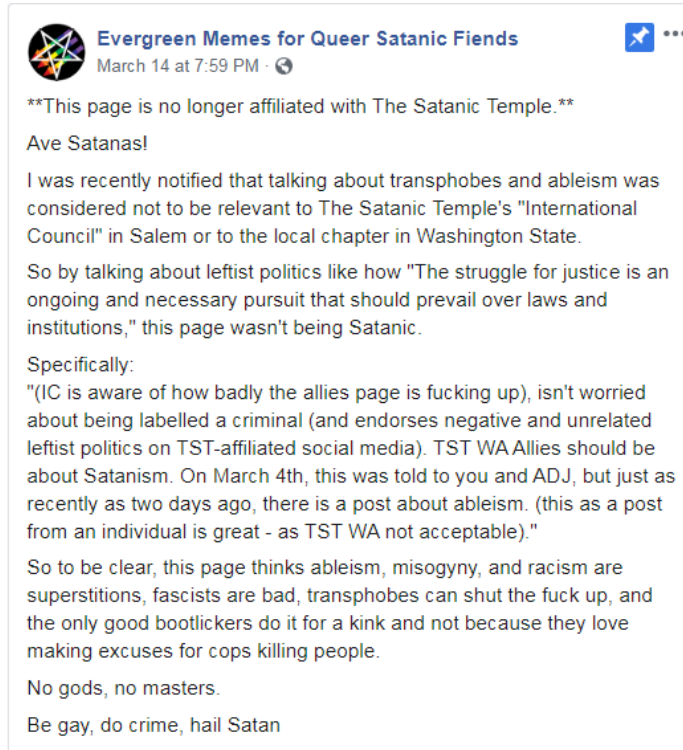 Evergreen Memes for Queer Satanic Fiends
March 14 at 7:59 PM ·
**This page is no longer affiliated with The Satanic Temple.**
Ave Satanas!
I was recently notified that talking about transphobes and ableism was
considered not to be relevant to The Satanic Temple's "International
Council" in Salem or to the local chapter in Washington State.
So by talking about leftist politics like how "The struggle for justice is an
ongoing and necessary pursuit that should prevail over laws and
institutions," this page wasn't being Satanic.
Specifically:
"(IC is aware of how badly the allies page is fucking up), isn't worried
about being labelled a criminal (and endorses negative and unrelated
leftist politics on TST-affiliated social media). TST WA Allies should be
about Satanism. On March 4th, this was told to you and ADJ, but just as
recently as two days ago, there is a post about ableism. (this as a post
from an individual is great - as TST WA not acceptable)."
So to be clear, this page thinks ableism, misogyny, and racism are
superstitions, fascists are bad, transphobes can shut the fuck up, and
the only good bootlickers do it for a kink and not because they love
making excuses for cops killing people.
No gods, no masters.
Be gay, do crime, hail Satan